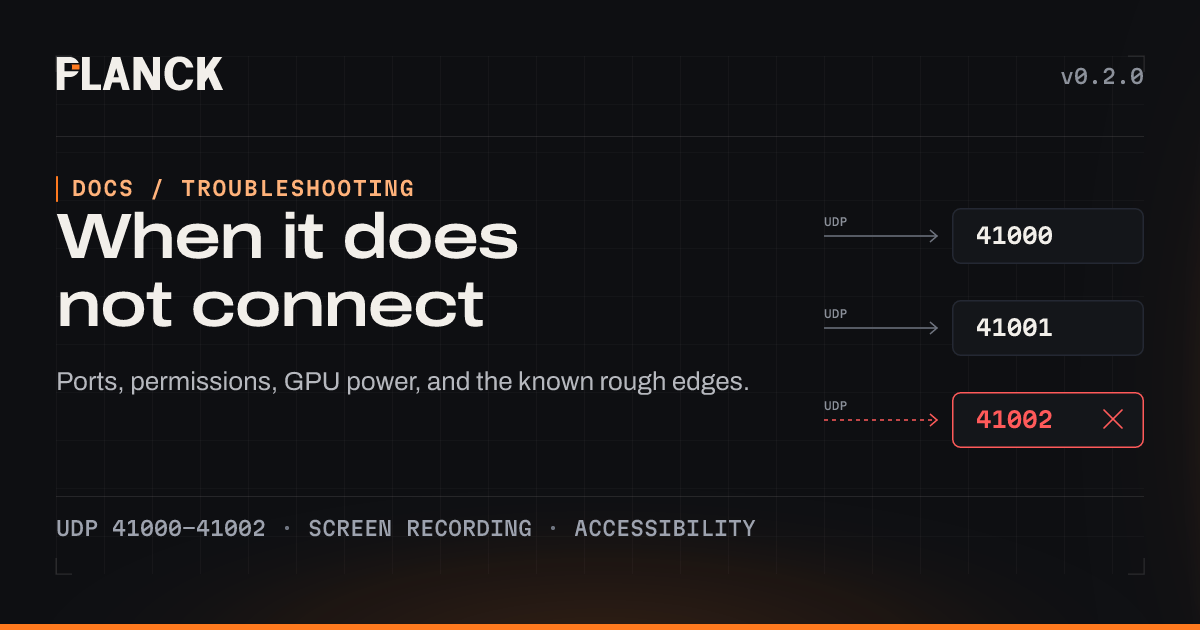 PLANCK
v0.2.0
DOCS / TROUBLESHOOTING
When it does
not connect
Ports, permissions, GPU power, and the known rough edges.
UDP
41000
UDP
41001
UDP
41002
UDP 41000–41002 · SCREEN RECORDING · ACCESSIBILITY